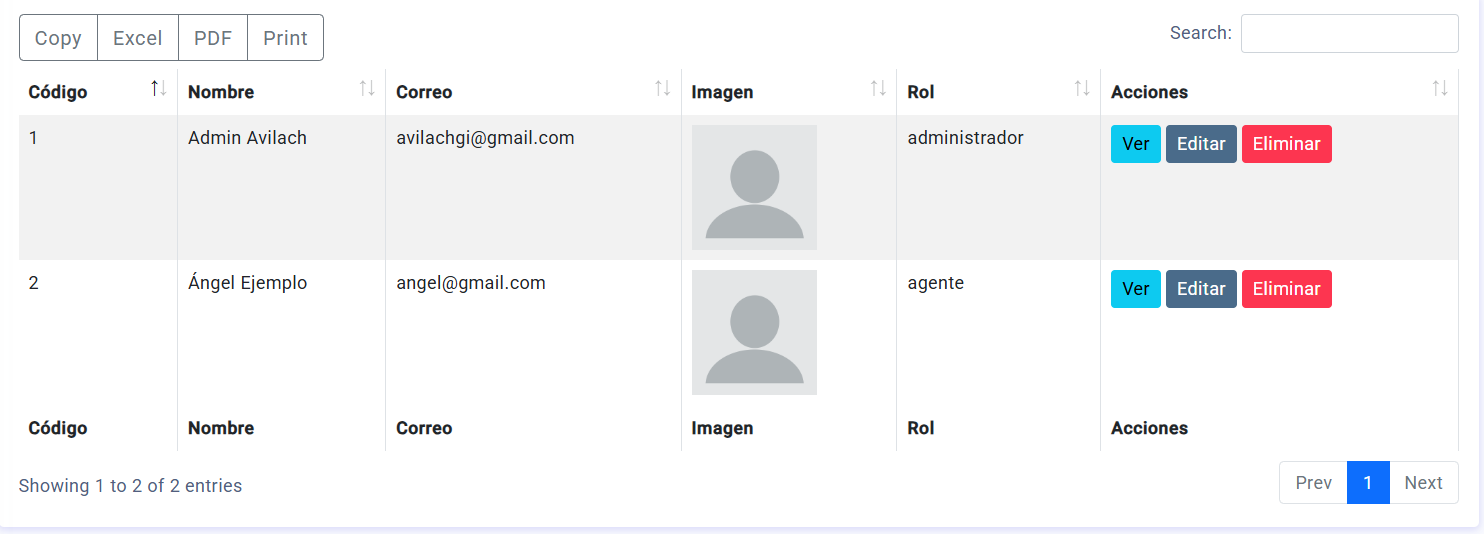 Copy Excel PDF Print Search:
Código Nombre Correo Imagen Rol Acciones
1 Admin Avilach avilachgi@gmail.com administrador Ver Editar Eliminar
2 Ángel Ejemplo angel@gmail.com agente Ver Editar Eliminar
Código Nombre Correo Imagen Rol Acciones
Showing 1 to 2 of 2 entries Prev 1 Next